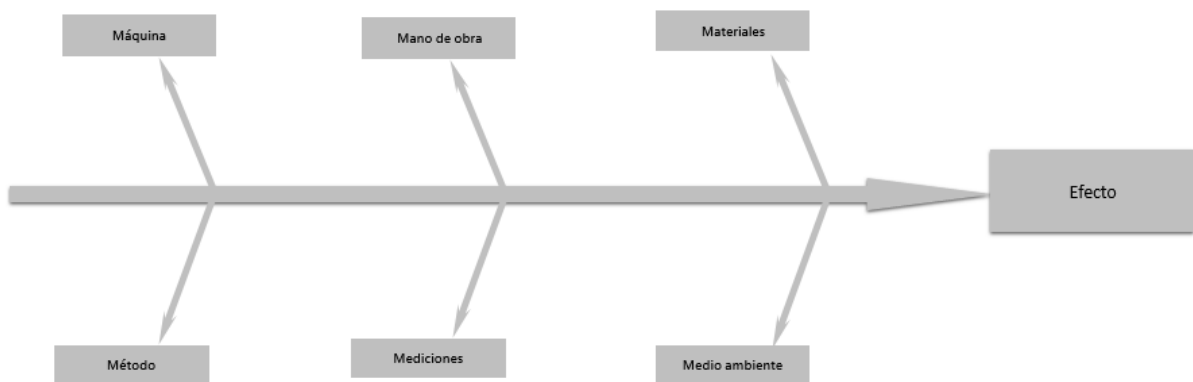 Máquina
Mano de obra
Materiales
Efecto
Método
Mediciones
Medio ambiente